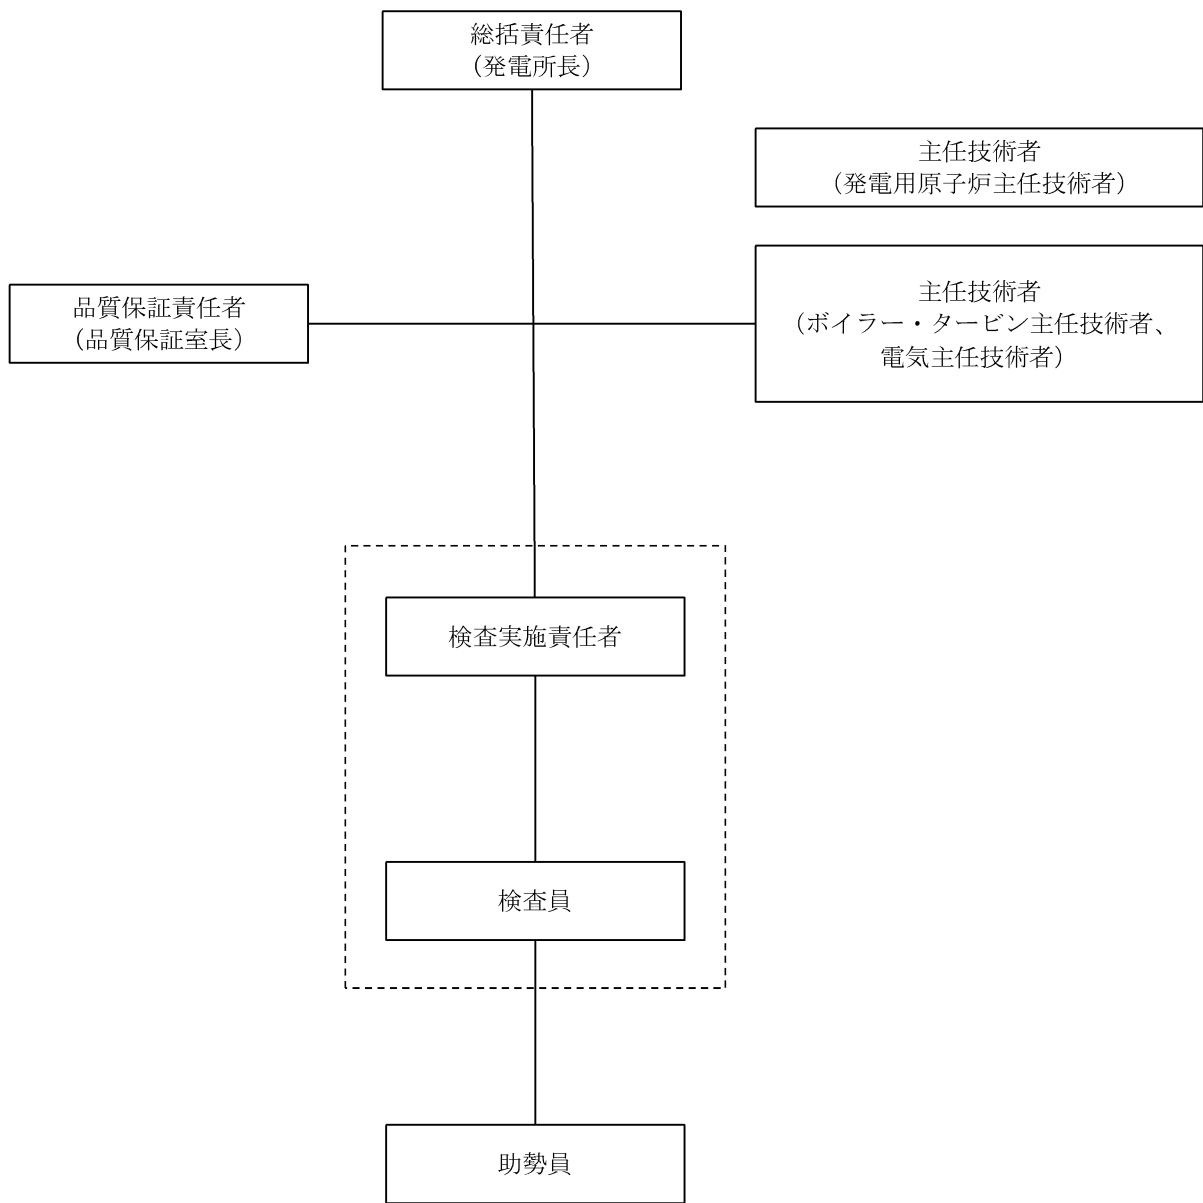 総括責任者
（発電所長）
主任技術者
（発電用原子炉主任技術者）
品質保証責任者
（品質保証室長）
主任技術者
（ボイラー・タービン主任技術者、
電気主任技術者）
検査実施責任者
検査員
助勢員